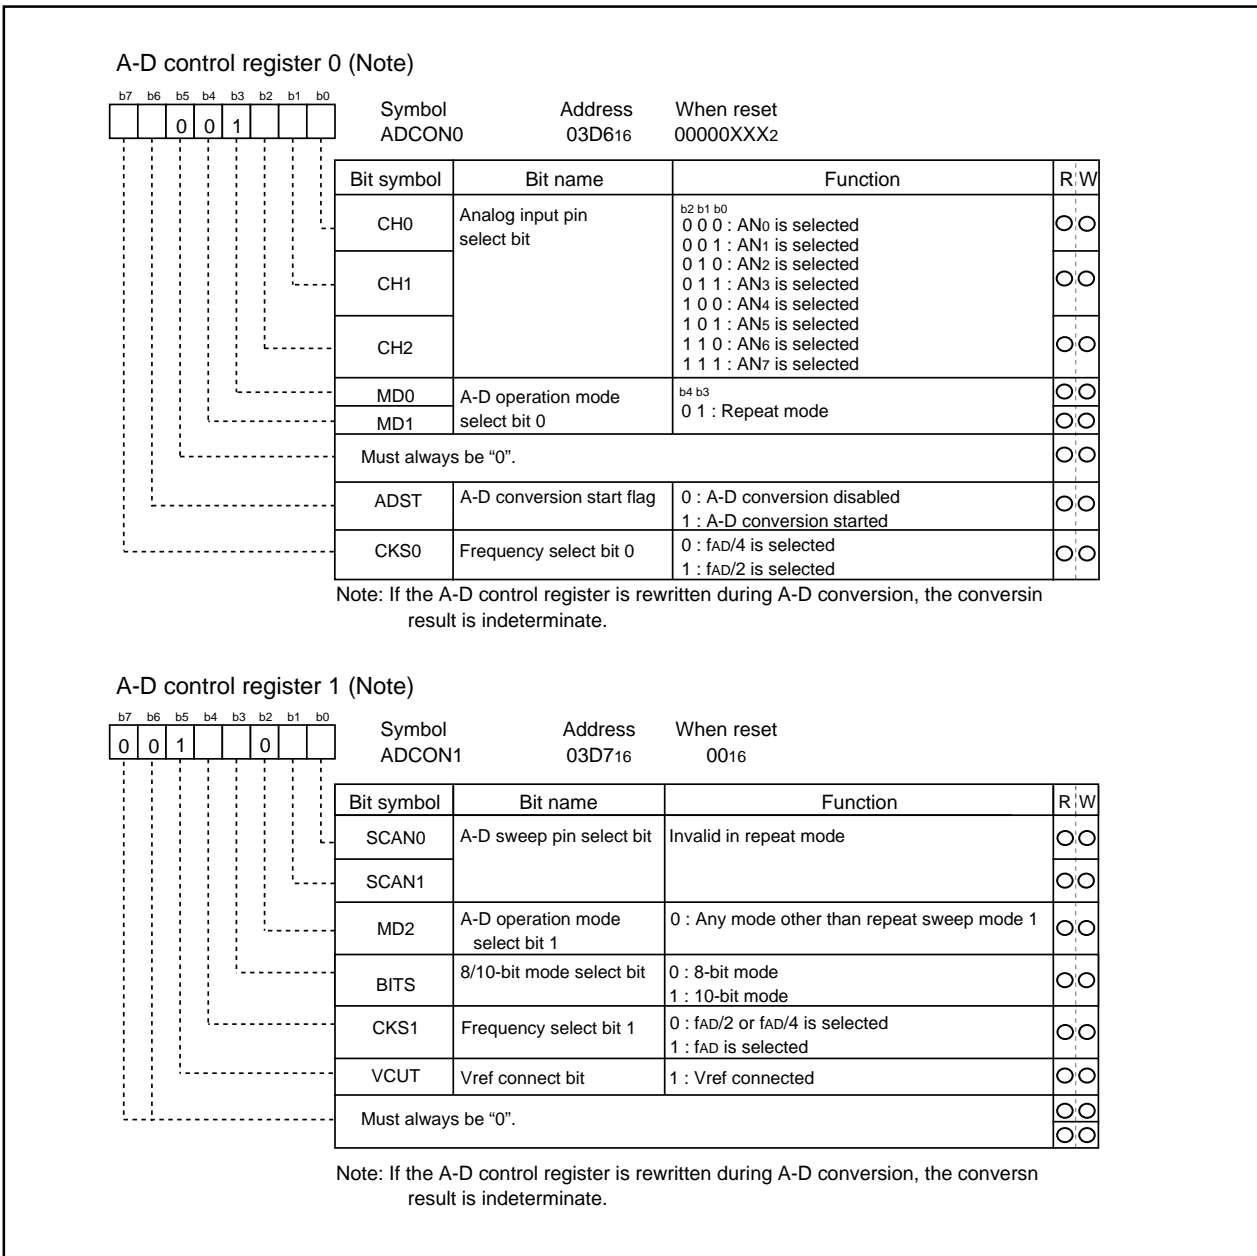 A-D control register 0 (Note)
b7 b6 b5 b4 b3 b2 b1 b0
0 0 1
Symbol Address When reset
ADCON0 03D616 00000XXX2
Bit symbol Bit name Function R W
CH0 Analog input pin select bit
b2 b1 b0
0 0 0 : AN0 is selected
0 0 1 : AN1 is selected
0 1 0 : AN2 is selected
CH1 0 1 1 : AN3 is selected
1 0 0 : AN4 is selected
1 0 1 : AN5 is selected
CH2 1 1 0 : AN6 is selected
1 1 1 : AN7 is selected
MD0 A-D operation mode b4 b3
MD1 select bit 0 0 1 : Repeat mode
Must always be “0”.
ADST A-D conversion start flag 0 : A-D conversion disabled
1 : A-D conversion started
CKS0 Frequency select bit 0 0 : fAD/4 is selected
1 : fAD/2 is selected
Note: If the A-D control register is rewritten during A-D conversion, the conversin
result is indeterminate.
A-D control register 1 (Note)
b7 b6 b5 b4 b3 b2 b1 b0
0 0 1 0
Symbol Address When reset
ADCON1 03D716 0016
Bit symbol Bit name Function R W
SCAN0 A-D sweep pin select bit Invalid in repeat mode
SCAN1
MD2 A-D operation mode 0 : Any mode other than repeat sweep mode 1
select bit 1
BITS 8/10-bit mode select bit 0 : 8-bit mode
1 : 10-bit mode
CKS1 Frequency select bit 1 0 : fAD/2 or fAD/4 is selected
1 : fAD is selected
VCUT Vref connect bit 1 : Vref connected
Must always be “0”.
Note: If the A-D control register is rewritten during A-D conversion, the conversn
result is indeterminate.